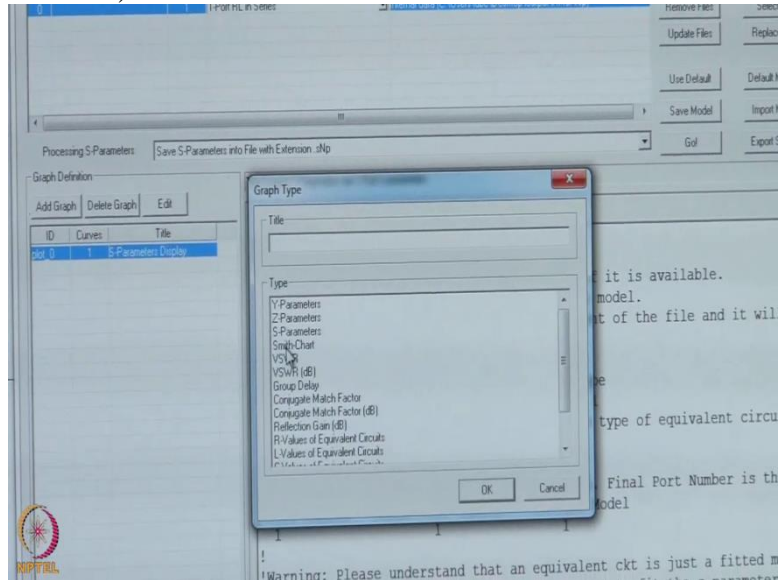 0 1 1-Port RL in Series
Remove Files
Update Files
Use Default
Save Model
Go!
Processing S-Parameters: Save S-Parameters into File with Extension .sNp
Graph Definition
Add Graph Delete Graph Edit
ID Curves Title
plot_0 1 S-Parameters Display
Graph Type
Title
Type
Y-Parameters
Z-Parameters
S-Parameters
Smith-Chart
VSWR
VSWR (dB)
Group Delay
Conjugate Match Factor
Conjugate Match Factor (dB)
Reflection Gain (dB)
R-Values of Equivalent Circuits
L-Values of Equivalent Circuits
OK Cancel
it is available.
model.
of the file and it wil
type of equivalent circu
Final Port Number is th
Model
1 1 1
!
!Warning: Please understand that an equivalent ckt is just a fitted m
NPTEL